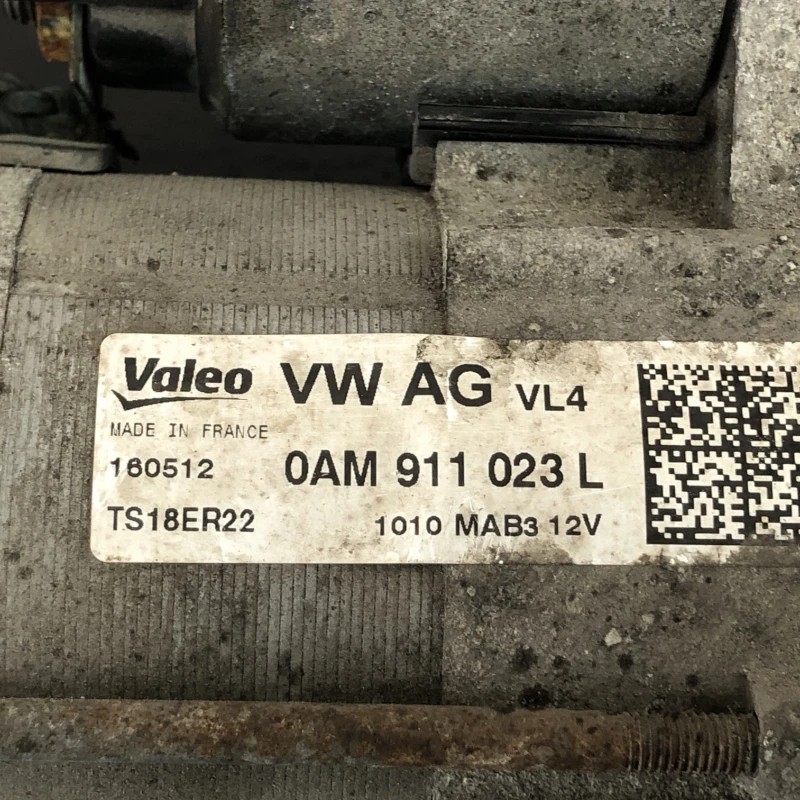 Valeo VW AG VL4
MADE IN FRANCE
160512 0AM 911 023 L
TS18ER22 1010 MAB3 12V